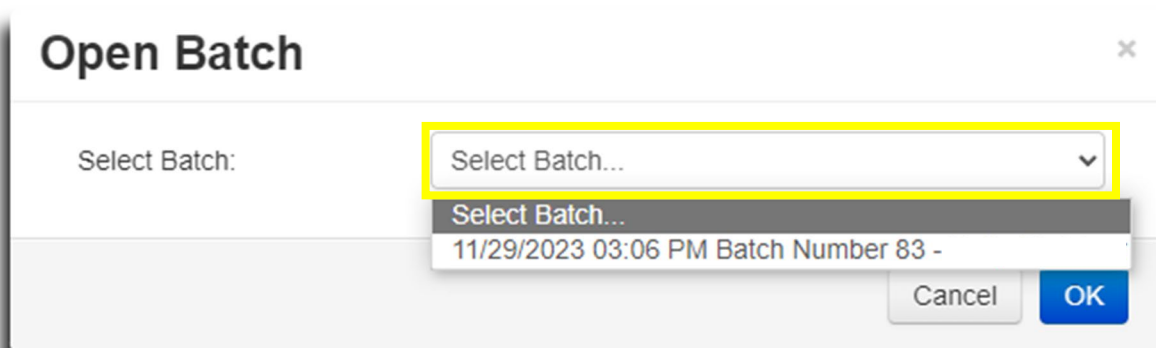 Open Batch
×
Select Batch:
Select Batch...
Select Batch...
11/29/2023 03:06 PM Batch Number 83 -
Cancel
OK